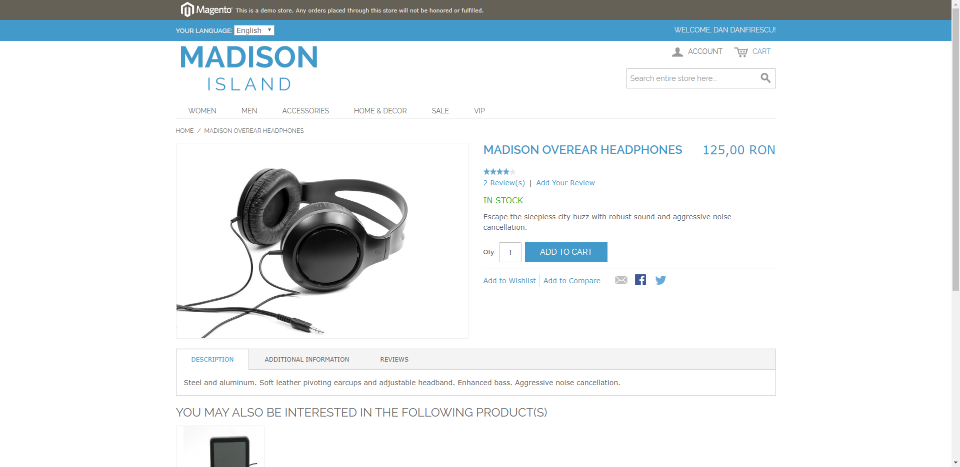 Magento This is a demo store. Any orders placed through this store will not be honored or fulfilled.
YOUR LANGUAGE: English WELCOME, DAN DANFIRESCU!
MADISON
ISLAND
ACCOUNT CART
Search entire store here...
WOMEN MEN ACCESSORIES HOME & DECOR SALE VIP
HOME / MADISON OVEREAR HEADPHONES
MADISON OVEREAR HEADPHONES 125,00 RON
2 Review(s) | Add Your Review
IN STOCK
Escape the sleepless city buzz with robust sound and aggressive noise
cancellation.
Qty 1 ADD TO CART
Add to Wishlist Add to Compare
DESCRIPTION ADDITIONAL INFORMATION REVIEWS
Steel and aluminum. Soft leather pivoting earcups and adjustable headband. Enhanced bass. Aggressive noise cancellation.
YOU MAY ALSO BE INTERESTED IN THE FOLLOWING PRODUCT(S)